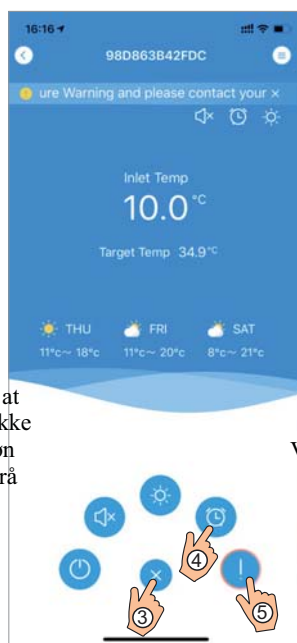 16:16
98D863B42FDC
ure Warning and please contact your ×
Inlet Temp
10.0°C
Target Temp 34.9°C
THU
FRI
SAT
11°c~ 18°c
11°c~ 20°c
8°c~ 21°c
at
kke
øn
rå
V
④
③
⑤